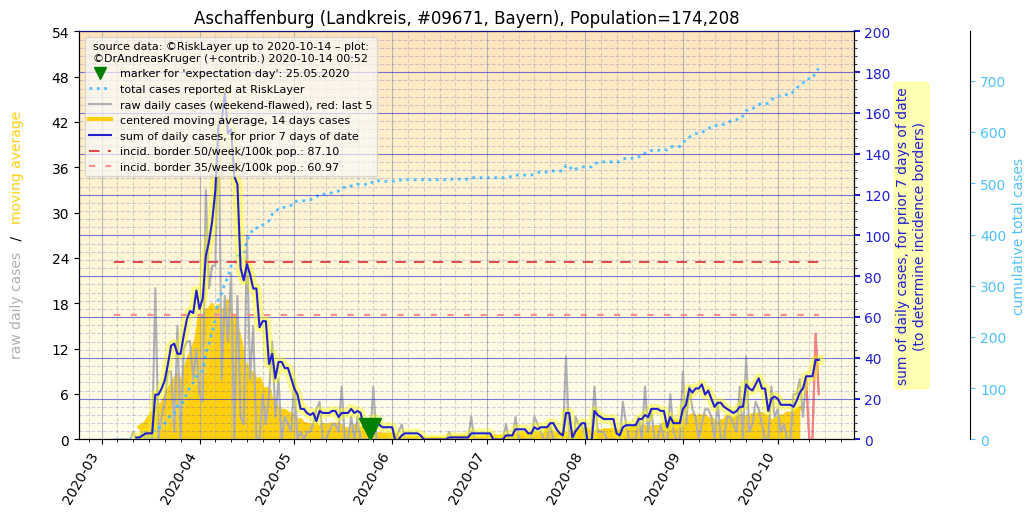 Aschaffenburg (Landkreis, #09671, Bayern), Population=174,208
source data: ©RiskLayer up to 2020-10-14 – plot:
©DrAndreasKruger (+contrib.) 2020-10-14 00:52
marker for 'expectation day': 25.05.2020
total cases reported at RiskLayer
raw daily cases (weekend-flawed), red: last 5
centered moving average, 14 days cases
sum of daily cases, for prior 7 days of date
incid. border 50/week/100k pop.: 87.10
incid. border 35/week/100k pop.: 60.97
raw daily cases / moving average
54
48
42
36
30
24
18
12
6
0
2020-03
2020-04
2020-05
2020-06
2020-07
2020-08
2020-09
2020-10
200
180
160
140
120
100
80
60
40
20
0
sum of daily cases, for prior 7 days of date
(to determine incidence borders)
700
600
500
400
300
200
100
0
cumulative total cases